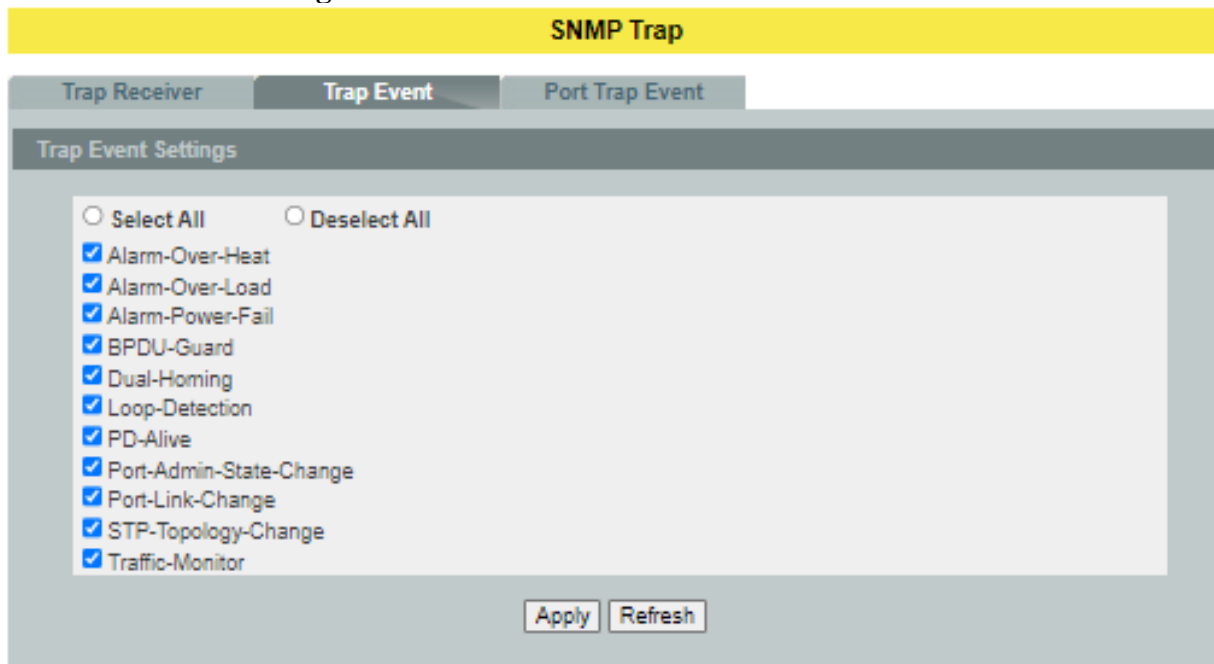 SNMP Trap
Trap Receiver Trap Event Port Trap Event
Trap Event Settings
Select All Deselect All
Alarm-Over-Heat
Alarm-Over-Load
Alarm-Power-Fail
BPDU-Guard
Dual-Homing
Loop-Detection
PD-Alive
Port-Admin-State-Change
Port-Link-Change
STP-Topology-Change
Traffic-Monitor
Apply Refresh